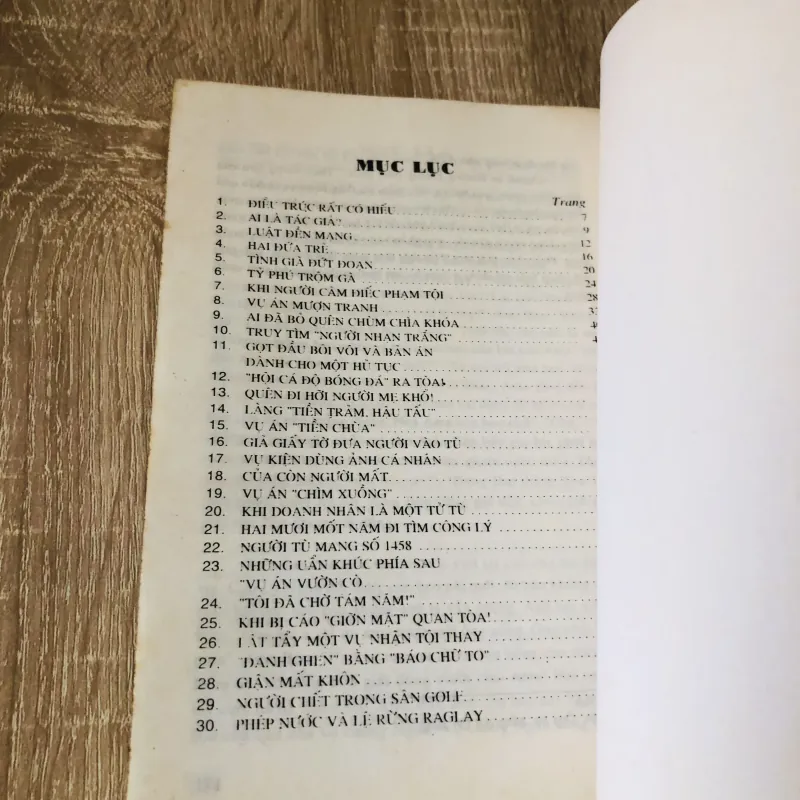 MỤC LỤC
Trang
1. ĐIẾU TRÚC RẤT CÓ HIẾU 7
2. AI LÀ TÁC GIẢ? 9
3. LUẬT ĐỀN MẠNG 12
4. HAI ĐỨA TRẺ 16
5. TÌNH GIÀ ĐỨT ĐOẠN 20
6. TỶ PHÚ TRỘM GÀ 24
7. KHI NGƯỜI CÂM ĐIẾC PHẠM TỘI 28
8. VỤ ÁN MƯỢN TRANH
9. AI ĐÃ BỎ QUÊN CHÙM CHÌA KHÓA
10. TRUY TÌM "NGƯỜI NHAN TRẮNG"
11. GỌT ĐẦU BÔI VÔI VÀ BẢN ÁN
DÀNH CHO MỘT HỦ TỤC
12. "HỘI CÁ ĐỘ BÓNG ĐÁ" RA TÒA!
13. QUÊN ĐI HỠI NGƯỜI MẸ KHỔ!
14. LÀNG "TIỀN TRẢM, HẬU TẤU"
15. VỤ ÁN "TIỀN CHÙA"
16. GIẢ GIẤY TỜ ĐƯA NGƯỜI VÀO TÙ
17. VỤ KIỆN DÙNG ẢNH CÁ NHÂN
18. CỦA CÒN NGƯỜI MẤT
19. VỤ ÁN "CHÌM XUỒNG"
20. KHI DOANH NHÂN LÀ MỘT TỬ TÙ
21. HAI MƯƠI MỐT NĂM ĐI TÌM CÔNG LÝ
22. NGƯỜI TÙ MANG SỐ 1458
23. NHỮNG UẨN KHÚC PHÍA SAU
"VỤ ÁN VƯỜN CÒ
24. "TÔI ĐÃ CHỜ TÁM NĂM!"
25. KHI BỊ CÁO "GIỠN MẶT" QUAN TÒA!
26. LẬT TẨY MỘT VỤ NHẬN TỘI THAY
27. "ĐÁNH GHEN" BẰNG "BÁO CHỮ TO"
28. GIẬN MẤT KHÔN
29. NGƯỜI CHẾT TRONG SÂN GOLF
30. PHÉP NƯỚC VÀ LỆ RỪNG RAGLAY